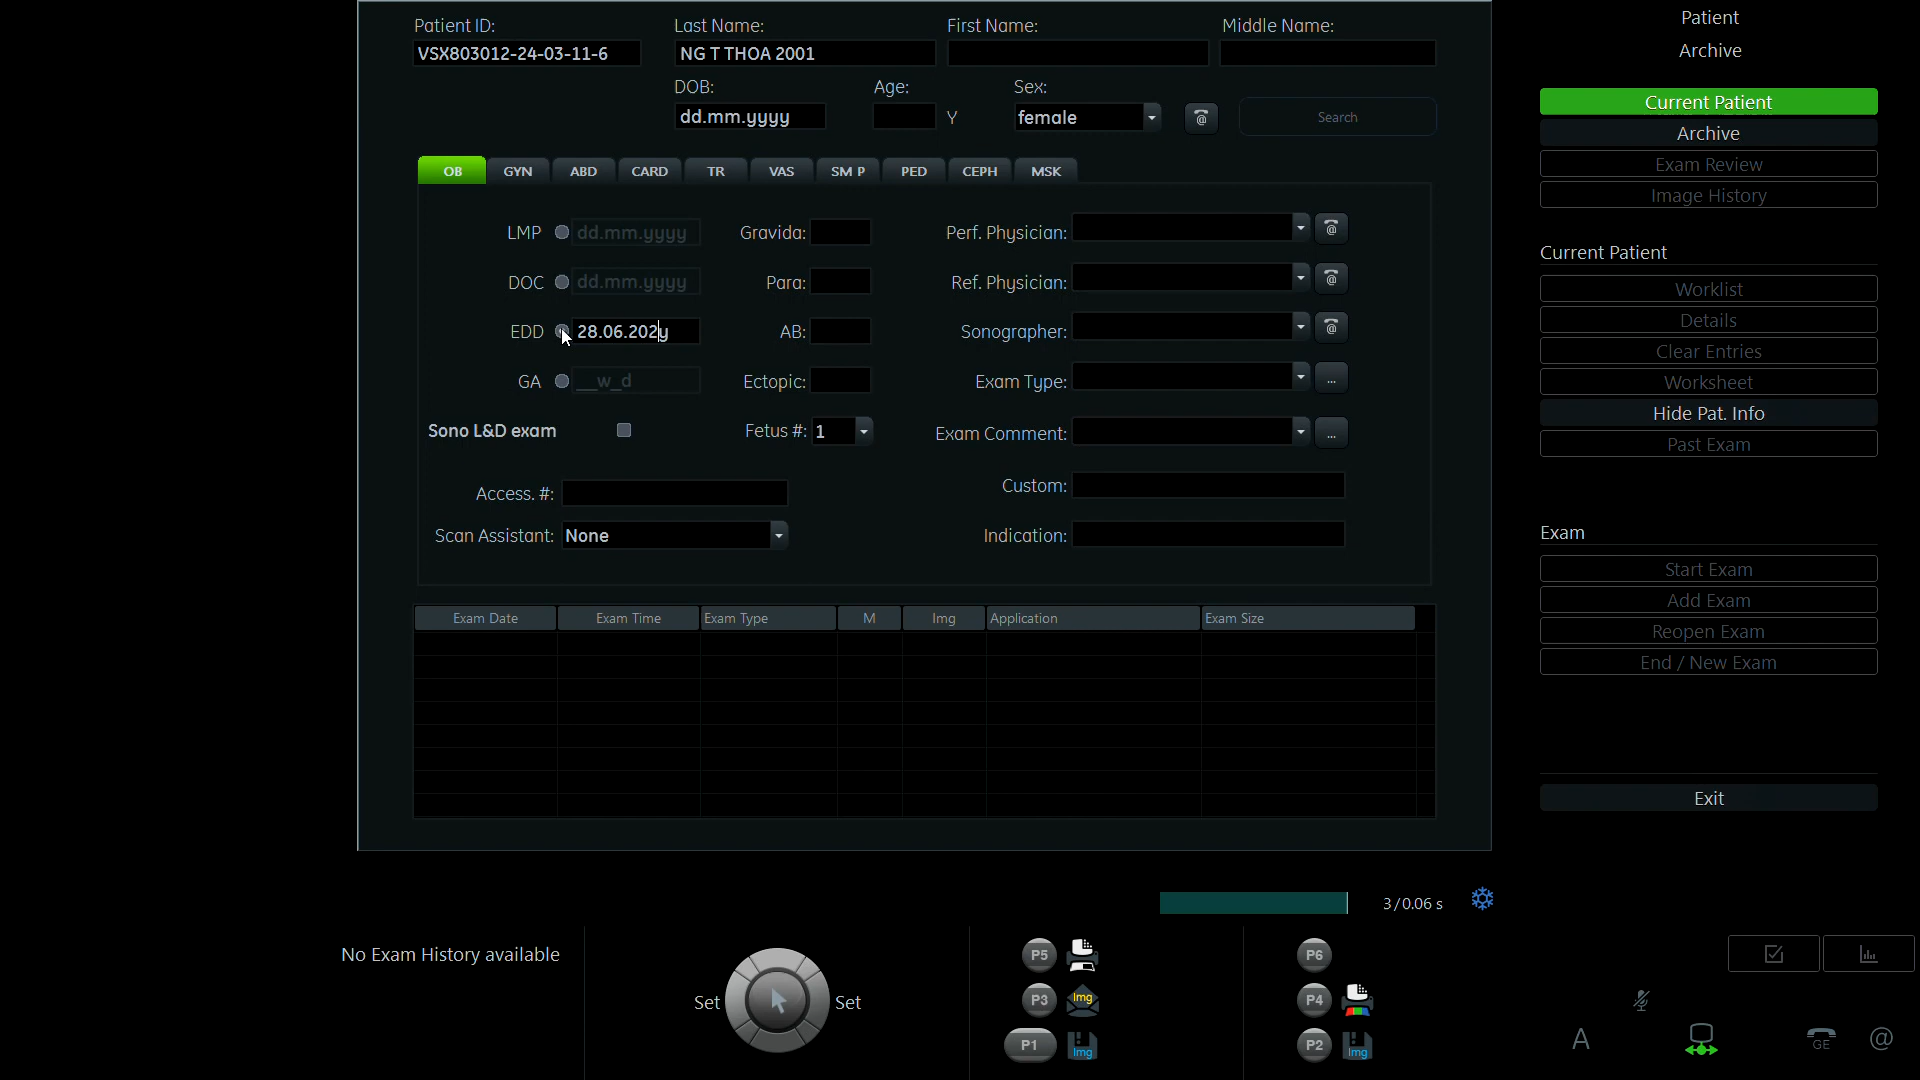 Patient ID: Last Name: First Name: Middle Name:
VSX803012-24-03-11-6 NG T THOA 2001
DOB: Age: Sex:
dd.mm.yyyy Y female Search
OB GYN ABD CARD TR VAS SM P PED CEPH MSK
LMP dd.mm.yyyy Gravida: Perf. Physician:
DOC dd.mm.yyyy Para: Ref. Physician:
EDD 28.06.202y AB: Sonographer:
GA __w_d Ectopic: Exam Type: ...
Sono L&D exam Fetus #: 1 Exam Comment: ...
Access. #: Custom:
Scan Assistant: None Indication:
Exam Date Exam Time Exam Type M Img Application Exam Size
Patient
Archive
Current Patient
Archive
Exam Review
Image History
Current Patient
Worklist
Details
Clear Entries
Worksheet
Hide Pat. Info
Past Exam
Exam
Start Exam
Add Exam
Reopen Exam
End / New Exam
Exit
3/0.06 s
No Exam History available
Set Set
P5
P3 Img
P1 Img
P6
P4
P2 Img
A GE @